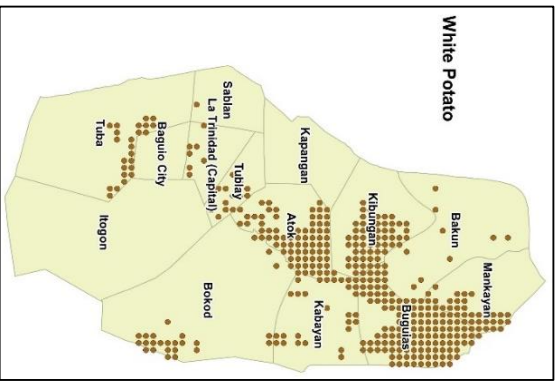 White Potato
Mankayan
Bakun
Buguias
Kibungan
Kapangan
Kabayan
Atok
Sablan
Tublay
La Trinidad (Capital)
Bokod
Baguio City
Tuba
Itogon